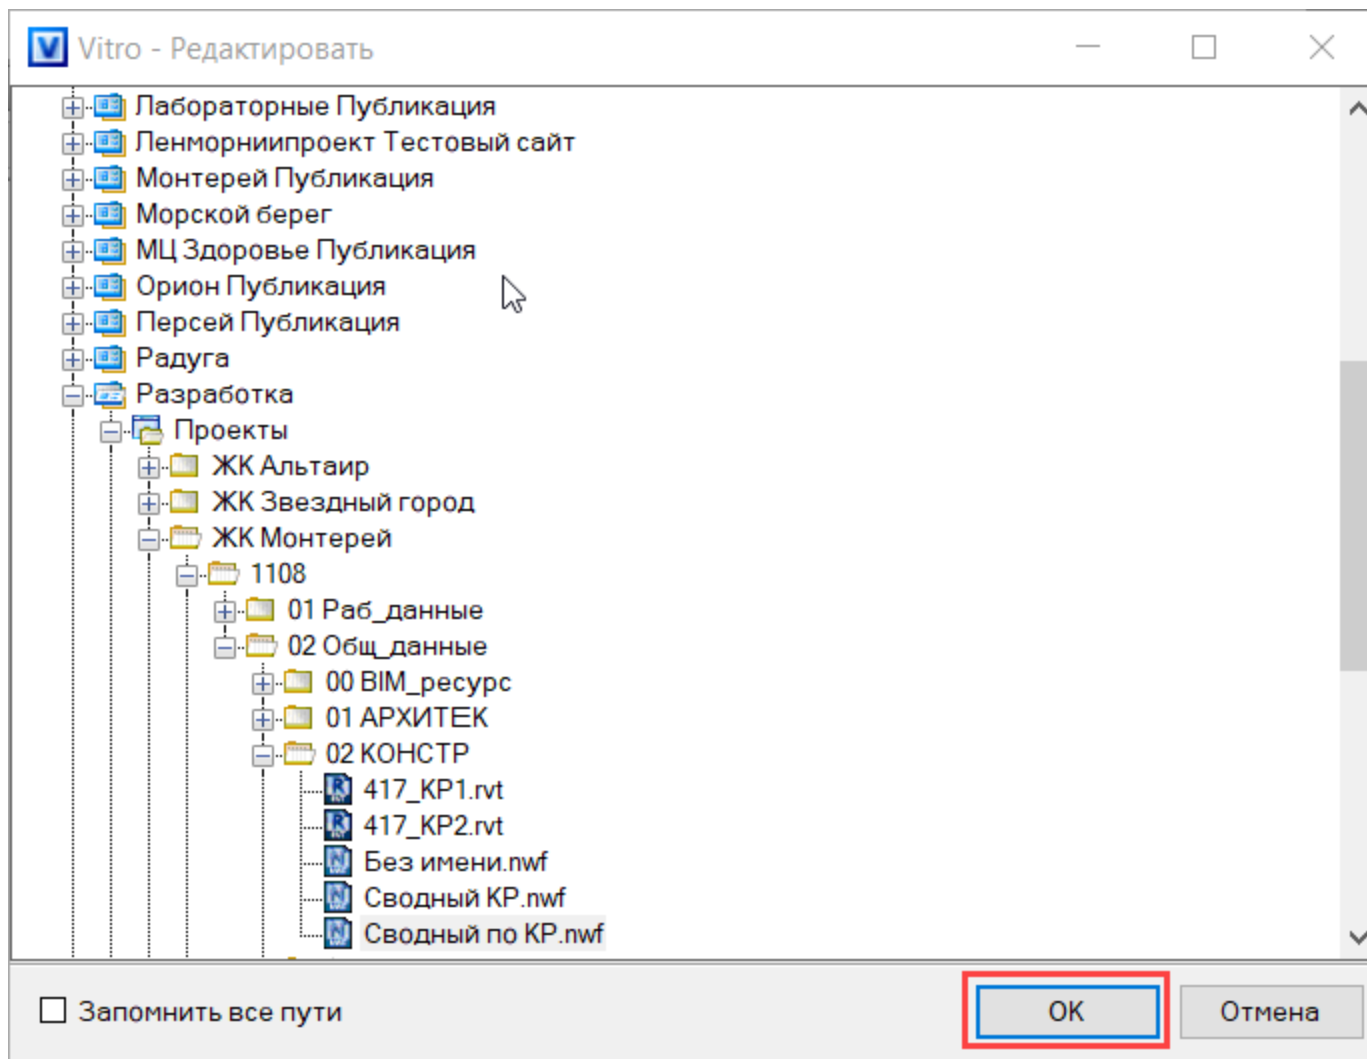 Vitro - Редактировать
Лабораторные Публикация
Ленморниипроект Тестовый сайт
Монтерей Публикация
Морской берег
МЦ Здоровье Публикация
Орион Публикация
Персей Публикация
Радуга
Разработка
Проекты
ЖК Альтаир
ЖК Звездный город
ЖК Монтерей
1108
01 Раб_данные
02 Общ_данные
00 BIM_ресурс
01 АРХИТЕК
02 КОНСТР
417_КР1.rvt
417_КР2.rvt
Без имени.nwf
Сводный КР.nwf
Сводный по КР.nwf
Запомнить все пути
OK
Отмена